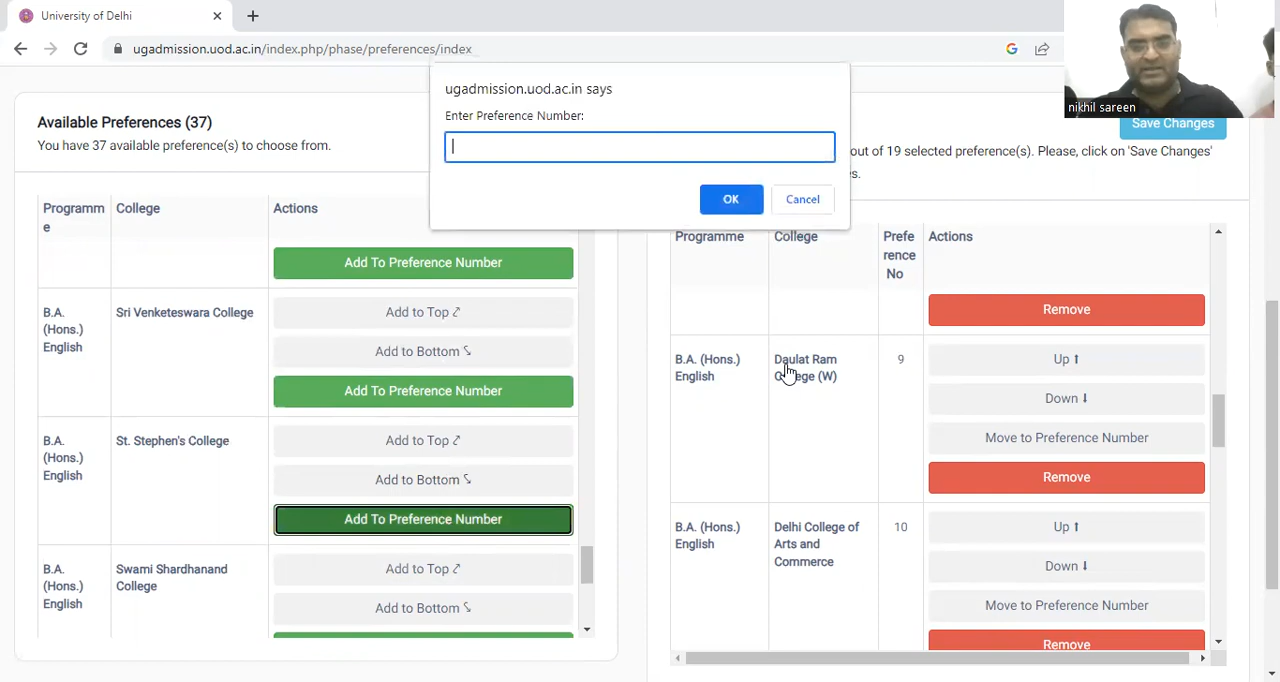 University of Delhi
ugadmission.uod.ac.in/index.php/phase/preferences/index
nikhil sareen
ugadmission.uod.ac.in says
Enter Preference Number:
OK
Cancel
Available Preferences (37)
You have 37 available preference(s) to choose from.
Programm
e
College
Actions
Add To Preference Number
B.A.
(Hons.)
English
Sri Venketeswara College
Add to Top
Add to Bottom
Add To Preference Number
B.A.
(Hons.)
English
St. Stephen's College
Add to Top
Add to Bottom
Add To Preference Number
B.A.
(Hons.)
English
Swami Shardhanand
College
Add to Top
Add to Bottom
Save Changes
out of 19 selected preference(s). Please, click on 'Save Changes'
es.
Programme
College
Prefe
rence
No
Actions
Remove
B.A. (Hons.)
English
Daulat Ram
College (W)
9
Up
Down
Move to Preference Number
Remove
B.A. (Hons.)
English
Delhi College of
Arts and
Commerce
10
Up
Down
Move to Preference Number
Remove